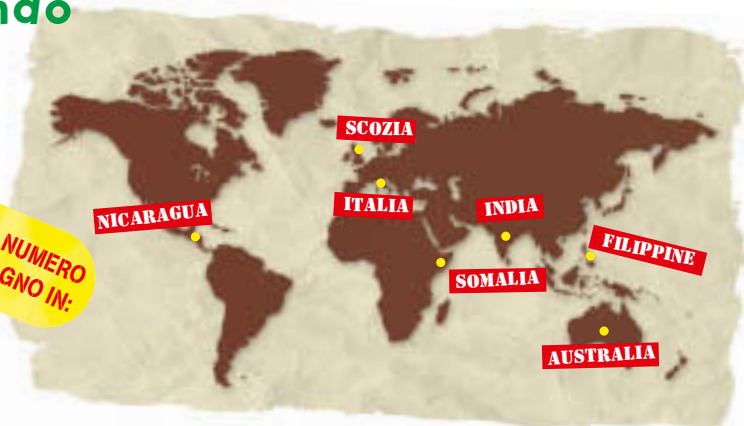 ndo
SCOZIA
NICARAGUA
ITALIA
INDIA
FILIPPINE
SOMALIA
NUMERO
GNO IN:
AUSTRALIA